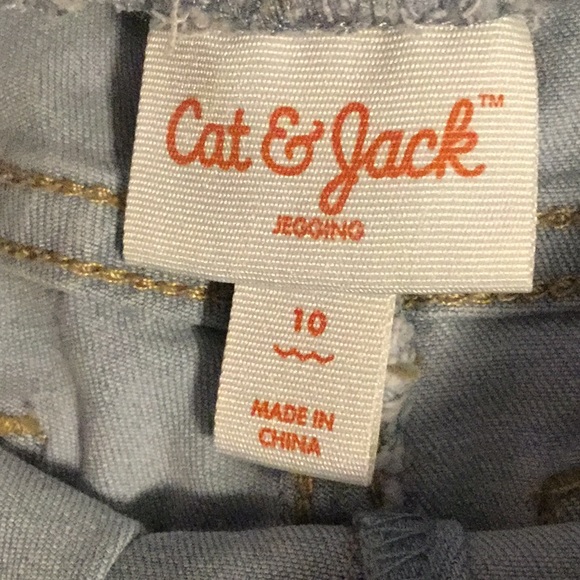 Cat & Jack™
JEGGING
10
MADE IN
CHINA